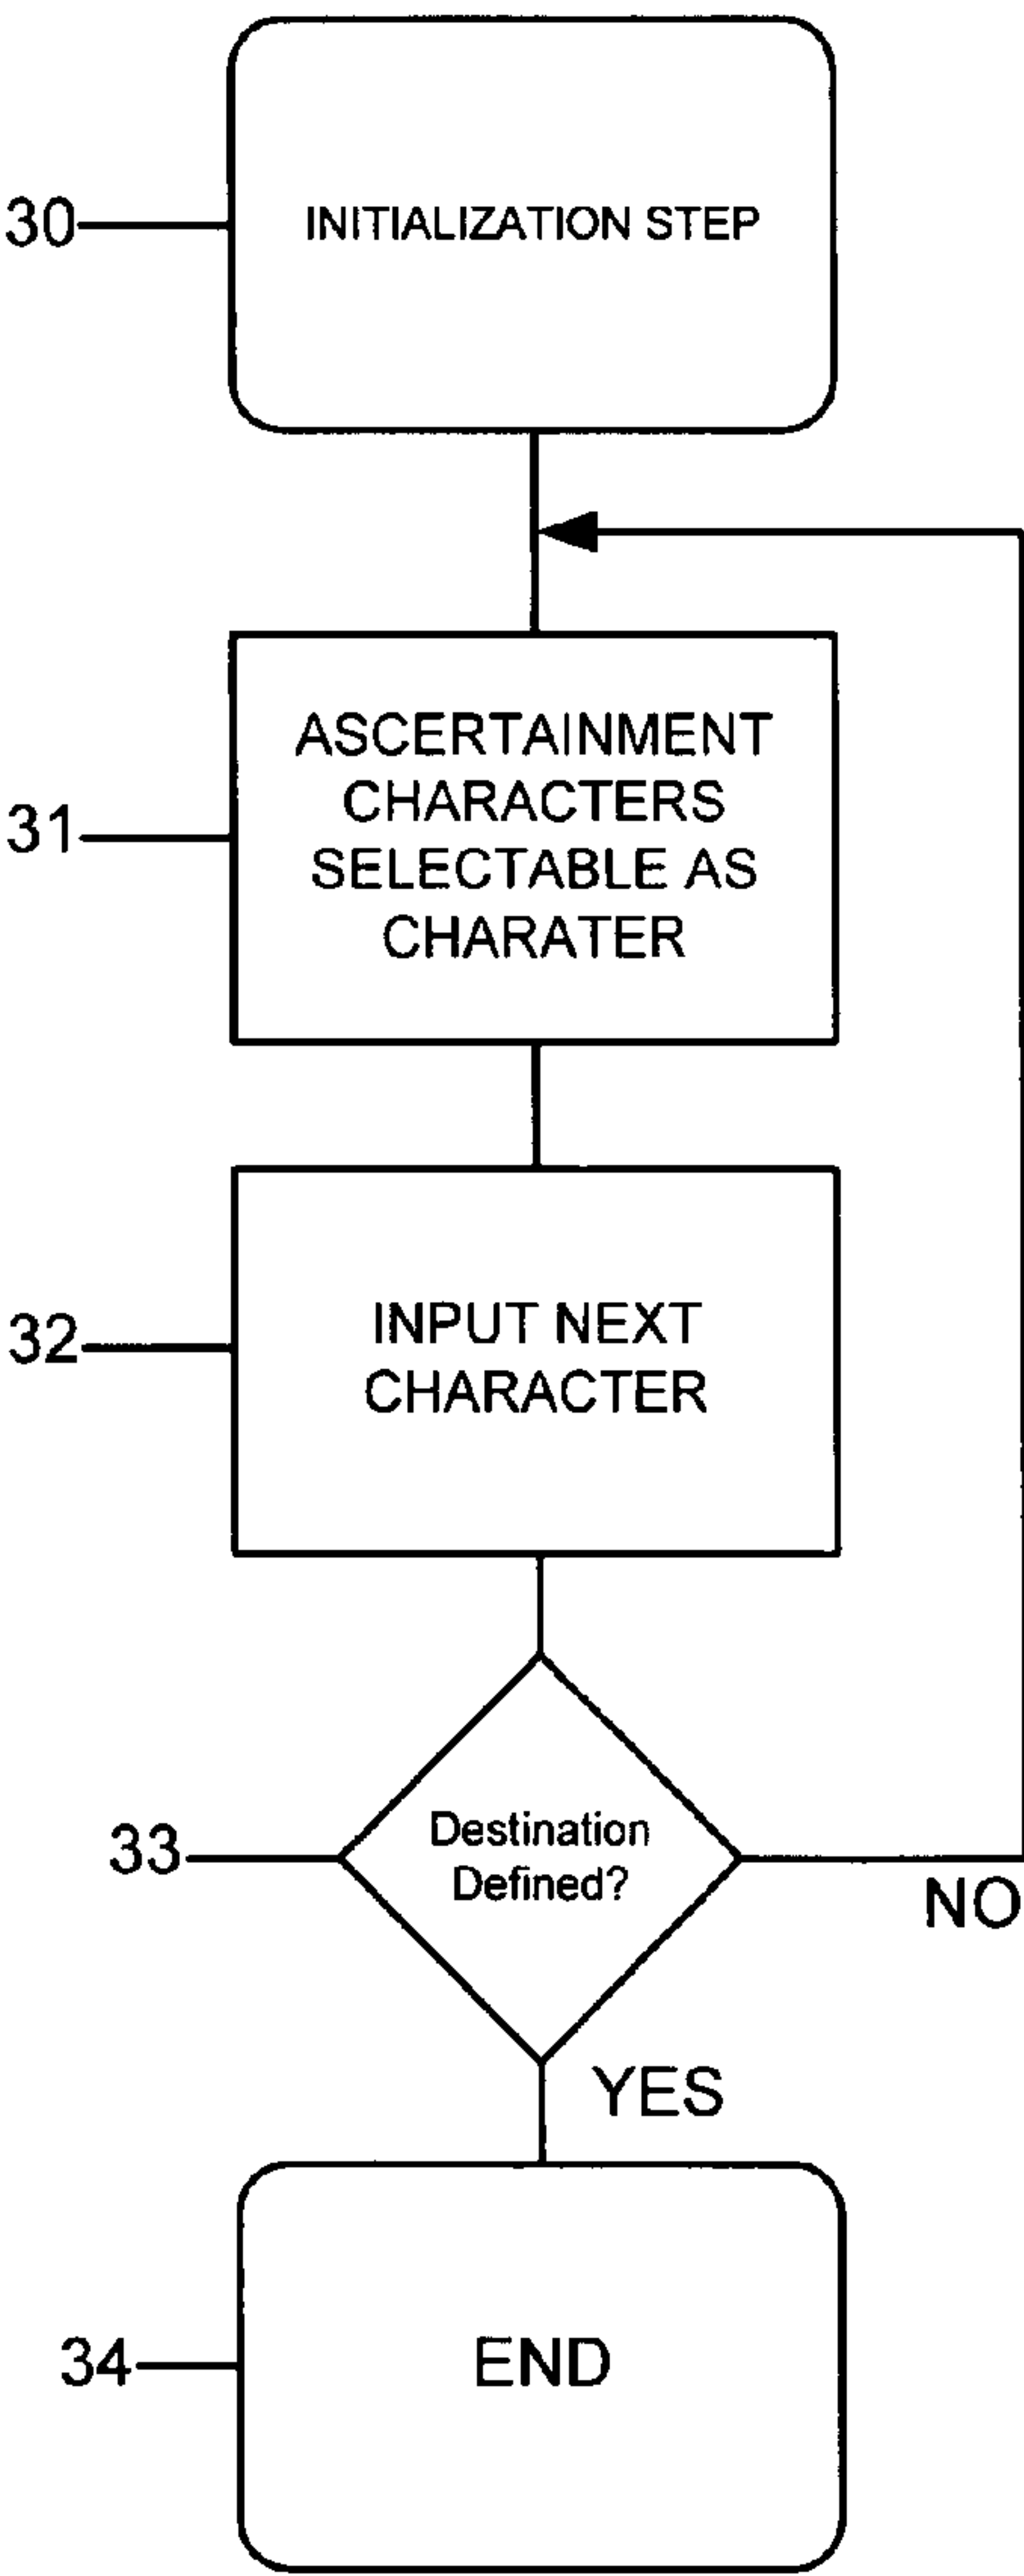 30
INITIALIZATION STEP
31
ASCERTAINMENT
CHARACTERS
SELECTABLE AS
CHARATER
32
INPUT NEXT
CHARACTER
33
Destination
Defined?
NO
YES
34
END